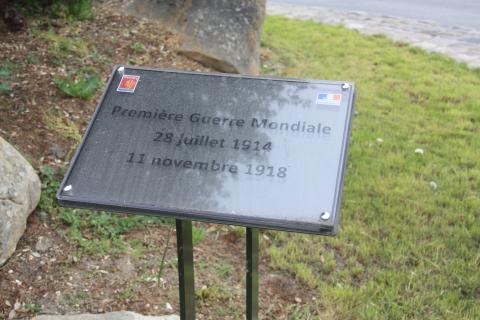 Première Guerre Mondiale
28 juillet 1914
11 novembre 1918